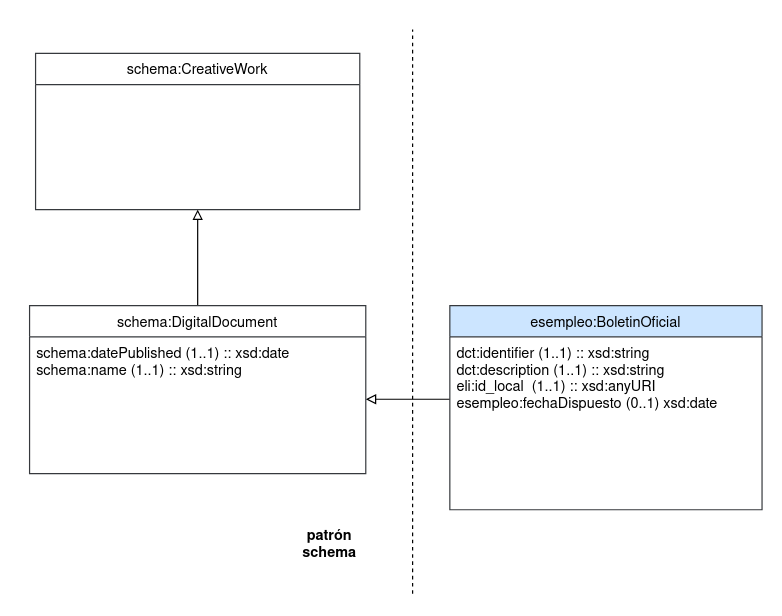 schema:CreativeWork
schema:DigitalDocument
schema:datePublished (1..1) :: xsd:date
schema:name (1..1) :: xsd:string
esempleo:BoletinOficial
dct:identifier (1..1) :: xsd:string
dct:description (1..1) :: xsd:string
eli:id_local  (1..1) :: xsd:anyURI
esempleo:fechaDispuesto (0..1) xsd:date
patrón
schema